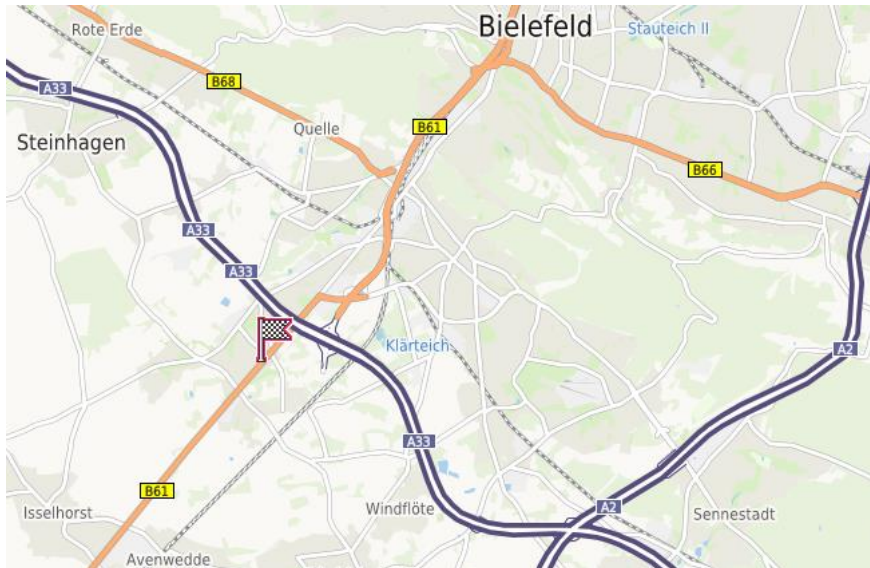 Bielefeld
Rote Erde
Stauteich II
A33
B68
B61
Quelle
Steinhagen
B66
A33
A33
Klärteich
A2
A33
B61
Windflöte
A2
Isselhorst
Sennestadt
Avenwedde